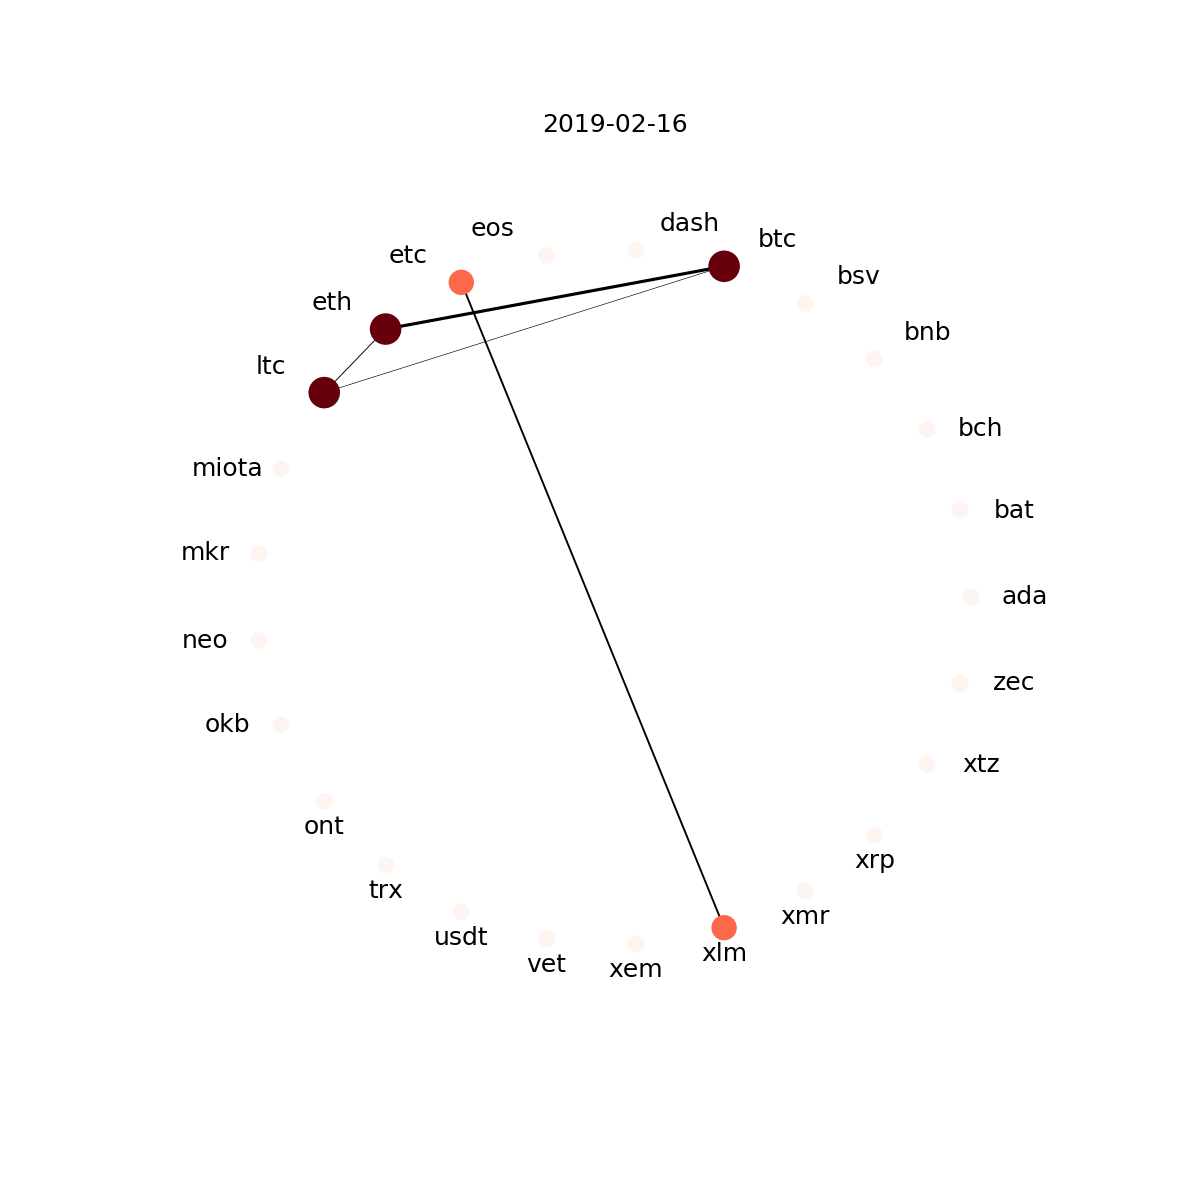 2019-02-16
dash
eos
btc
etc
bsv
eth
bnb
ltc
bch
miota
bat
mkr
ada
neo
zec
okb
xtz
ont
xrp
trx
xmr
usdt
xlm
vet
xem